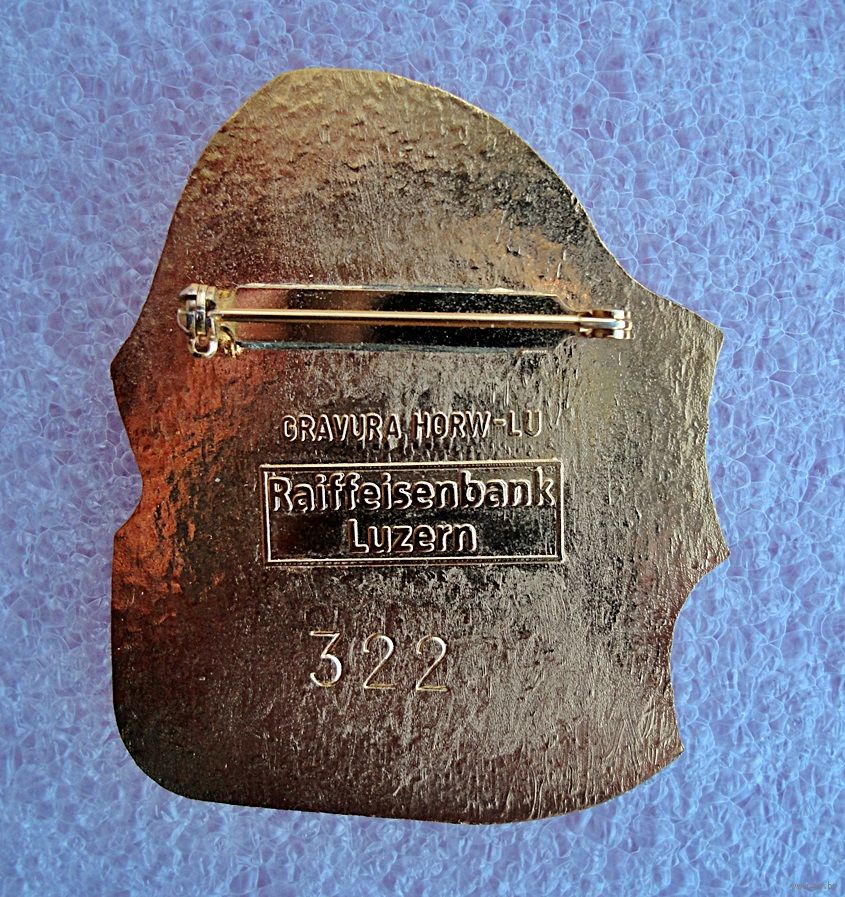 GRAVURA HORW-LU
Raiffeisenbank
Luzern
322